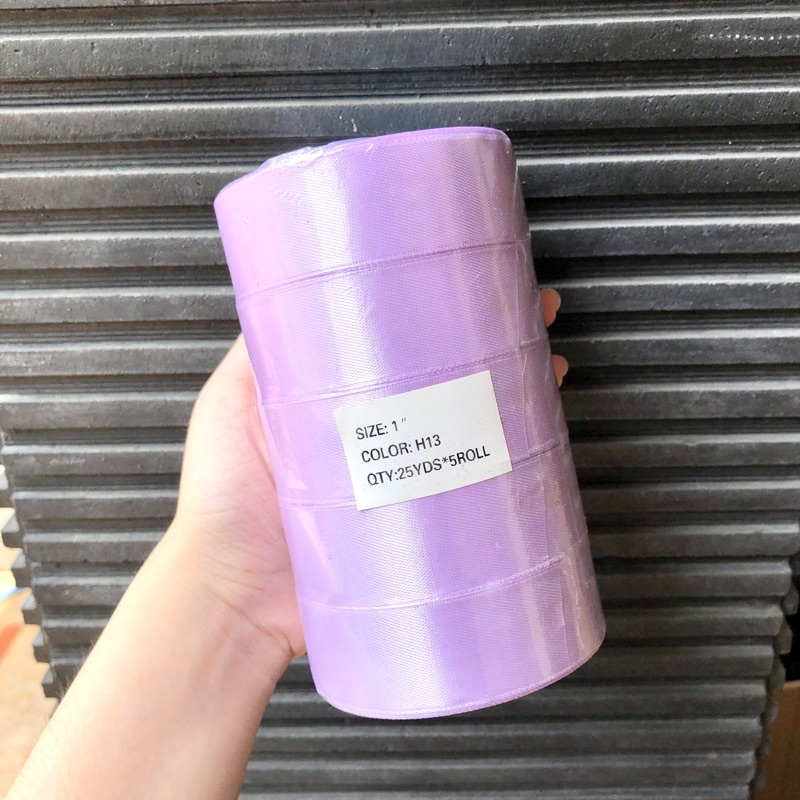 SIZE: 1"
COLOR: H13
QTY:25YDS*5ROLL